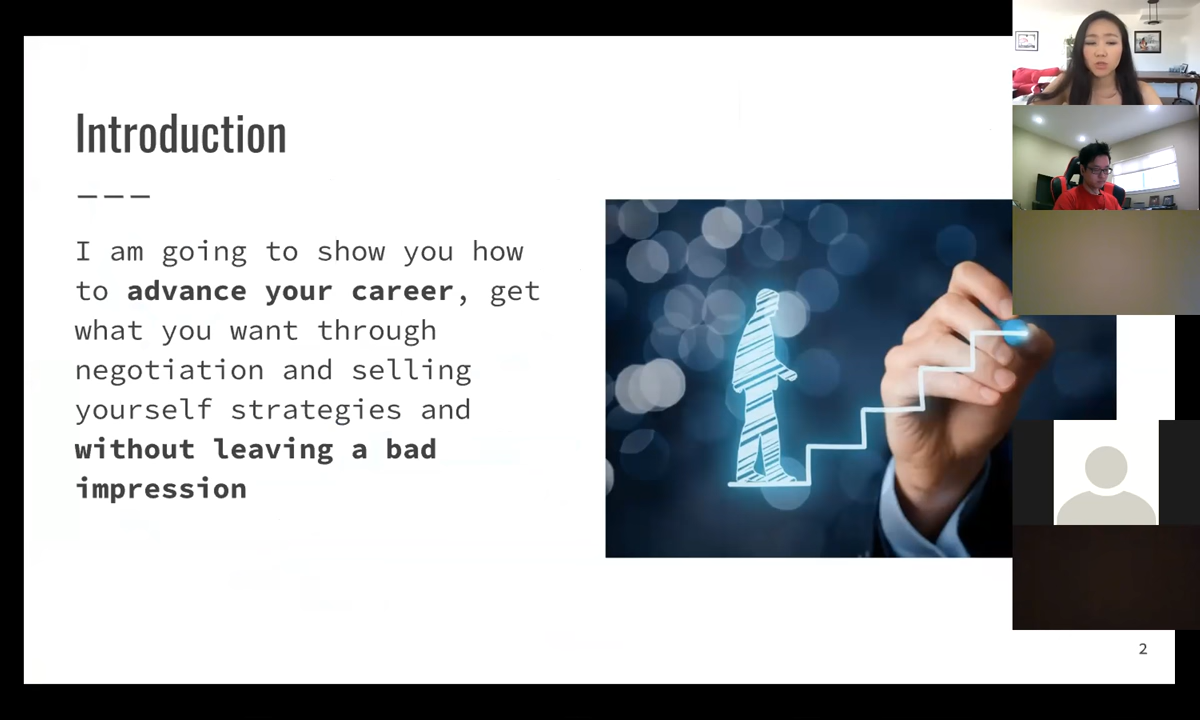 Introduction
I am going to show you how
to advance your career, get
what you want through
negotiation and selling
yourself strategies and
without leaving a bad
impression
2